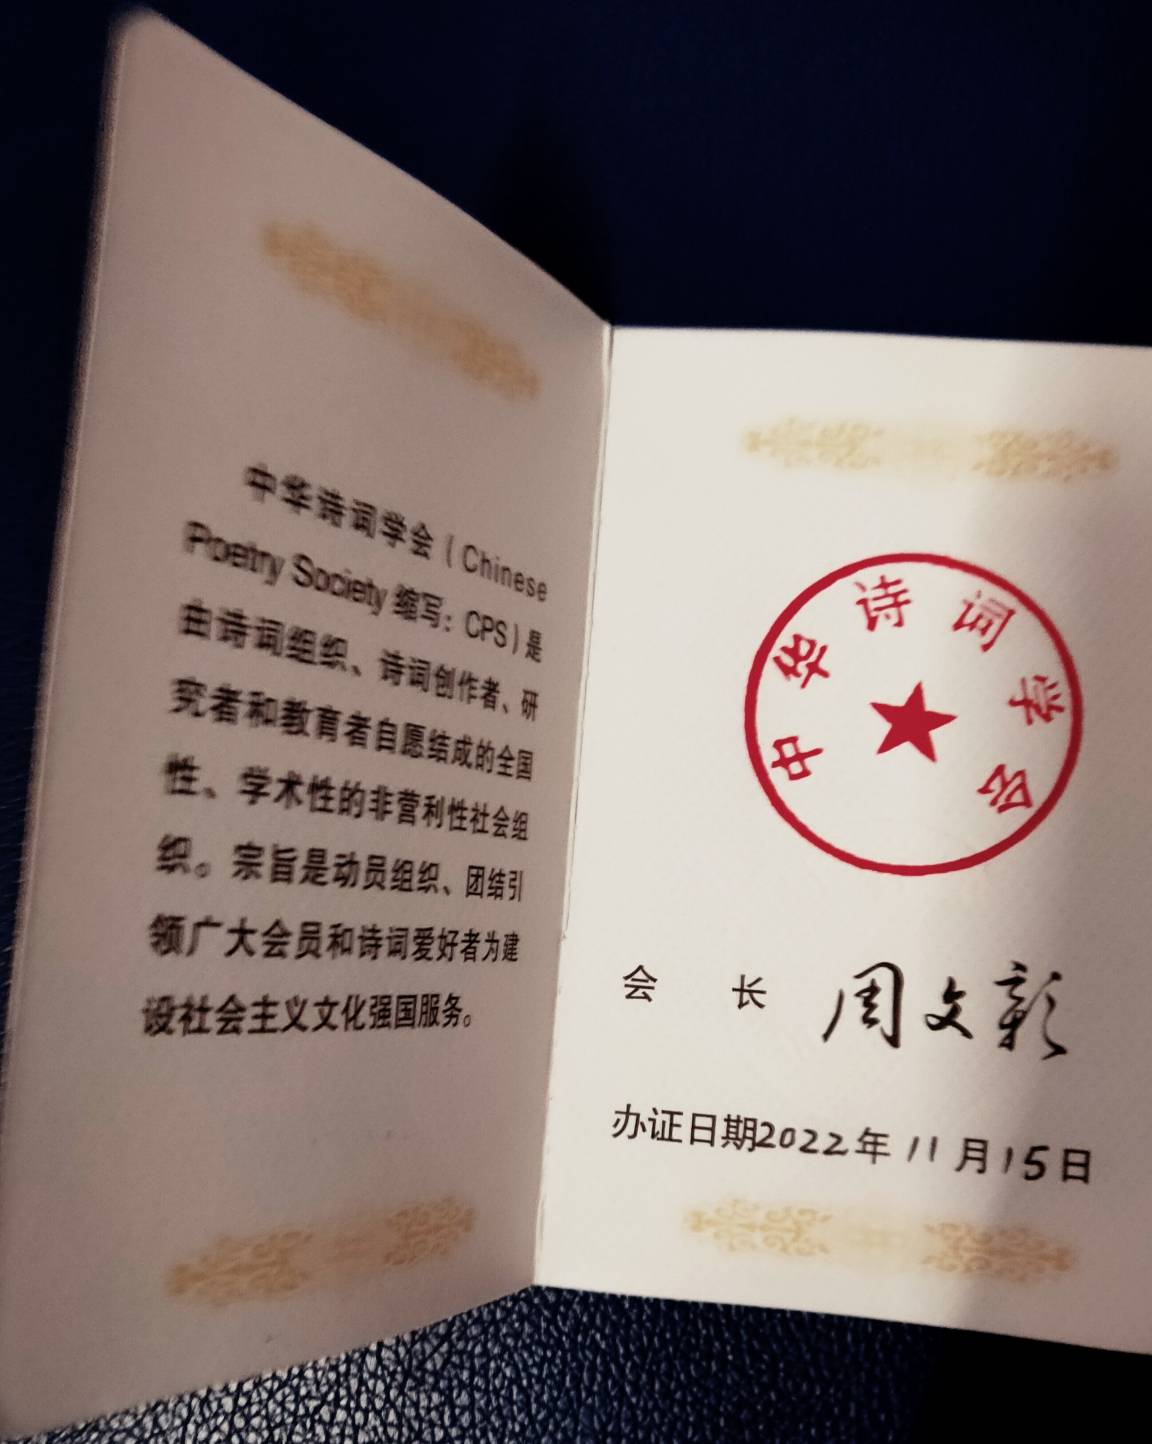 中华诗词学会（Chinese
Poetry Society 缩写：CPS）是
由诗词组织、诗词创作者、研
究者和教育者自愿结成的全国
性、学术性的非营利性社会组
织。宗旨是动员组织、团结引
领广大会员和诗词爱好者为建
设社会主义文化强国服务。
中华诗词学会
会 长 周文彰
办证日期2022年11月15日